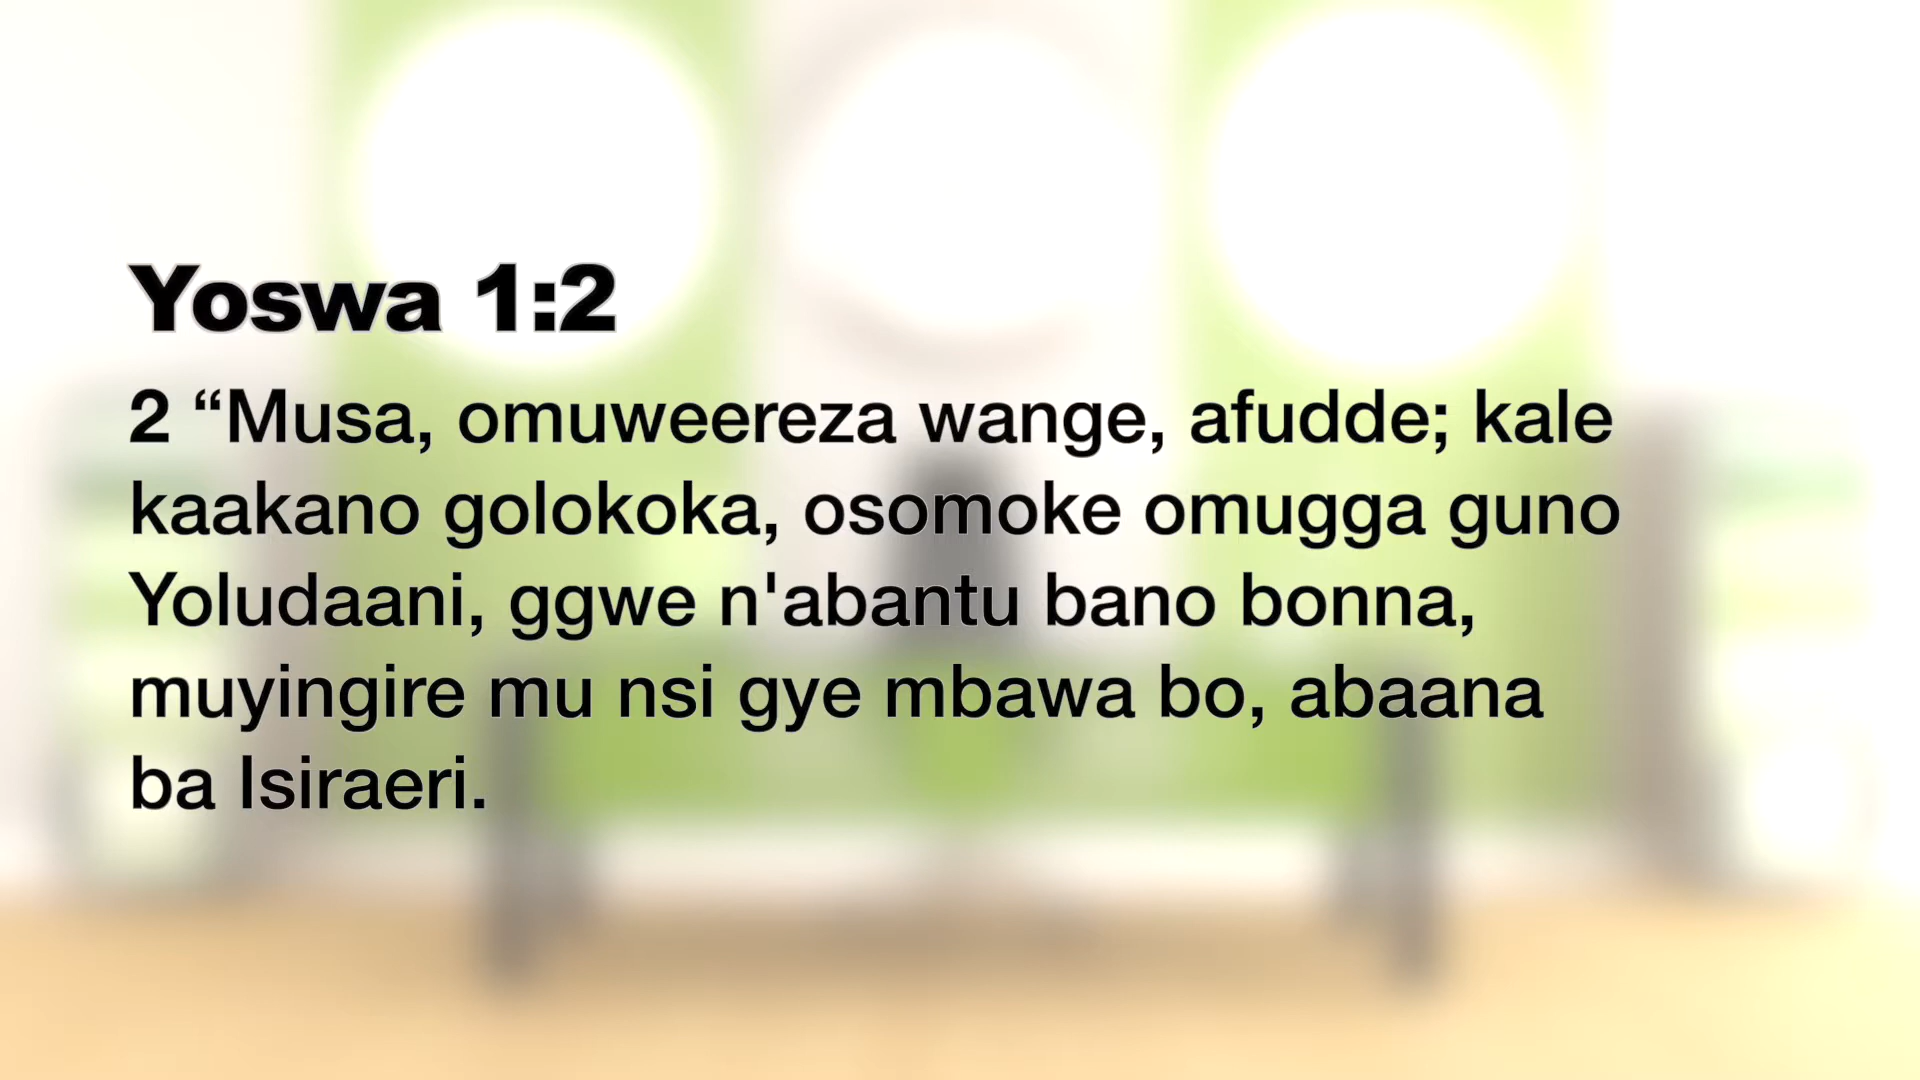 Yoswa 1:2
2 “Musa, omuweereza wange, afudde; kale
kaakano golokoka, osomoke omugga guno
Yoludaani, ggwe n'abantu bano bonna,
muyingire mu nsi gye mbawa bo, abaana
ba Isiraeri.